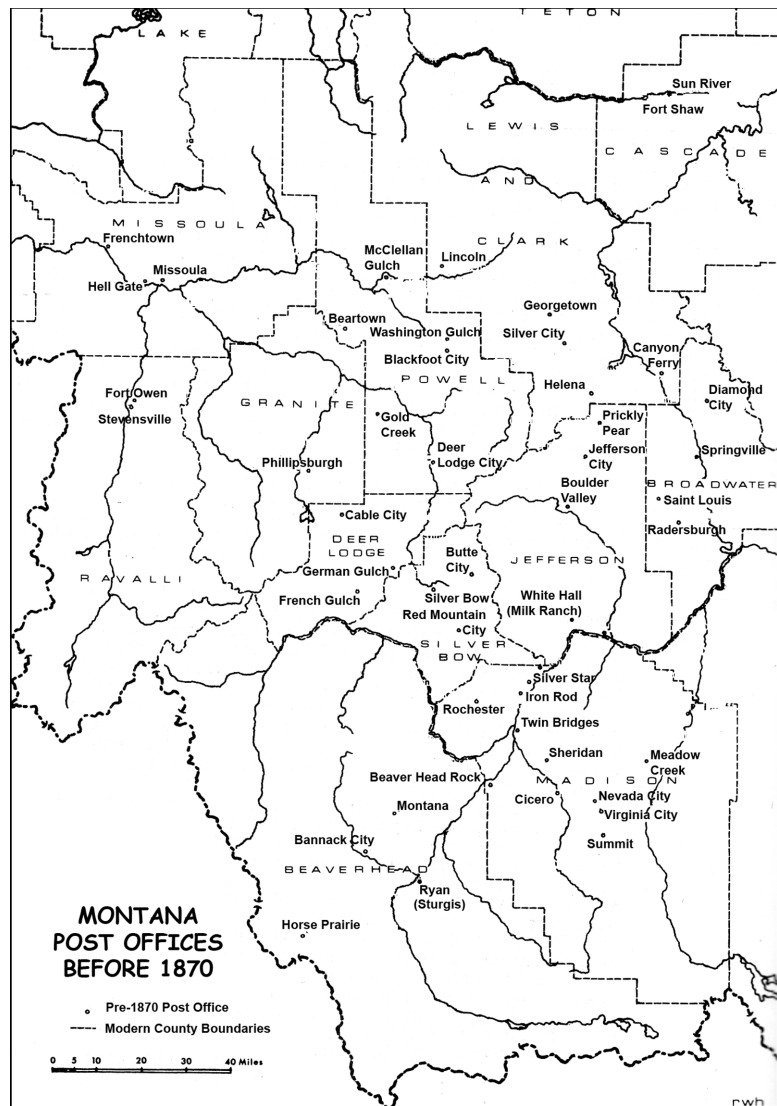 TETON
LAKE
Sun River
Fort Shaw
LEWIS
CASCADE
AND
MISSOULA
Frenchtown
CLARK
McClellan
Gulch
Lincoln
Missoula
Hell Gate
Georgetown
Beartown
Washington Gulch
Silver City
Blackfoot City
Canyon
Ferry
POWELL
Helena
Diamond
City
Fort Owen
Stevensville
GRANITE
Gold
Creek
Prickly
Pear
Deer
Lodge City
Jefferson
City
Springville
Phillipsburgh
Boulder
Valley
BROADWATER
Saint Louis
Cable City
Radersburgh
DEER
LODGE
Butte
City
JEFFERSON
German Gulch
RAVALLI
French Gulch
Silver Bow
White Hall
(Milk Ranch)
Red Mountain
City
SILVER
BOW
Silver Star
Iron Rod
Rochester
Twin Bridges
Sheridan
Meadow
Creek
Beaver Head Rock
MADISON
Cicero
Nevada City
Montana
Virginia City
Bannack City
Summit
BEAVERHEAD
Ryan
(Sturgis)
MONTANA
POST OFFICES
BEFORE 1870
Horse Prairie
Pre-1870 Post Office
Modern County Boundaries
0 5 10 20 30 40 Miles
rwh